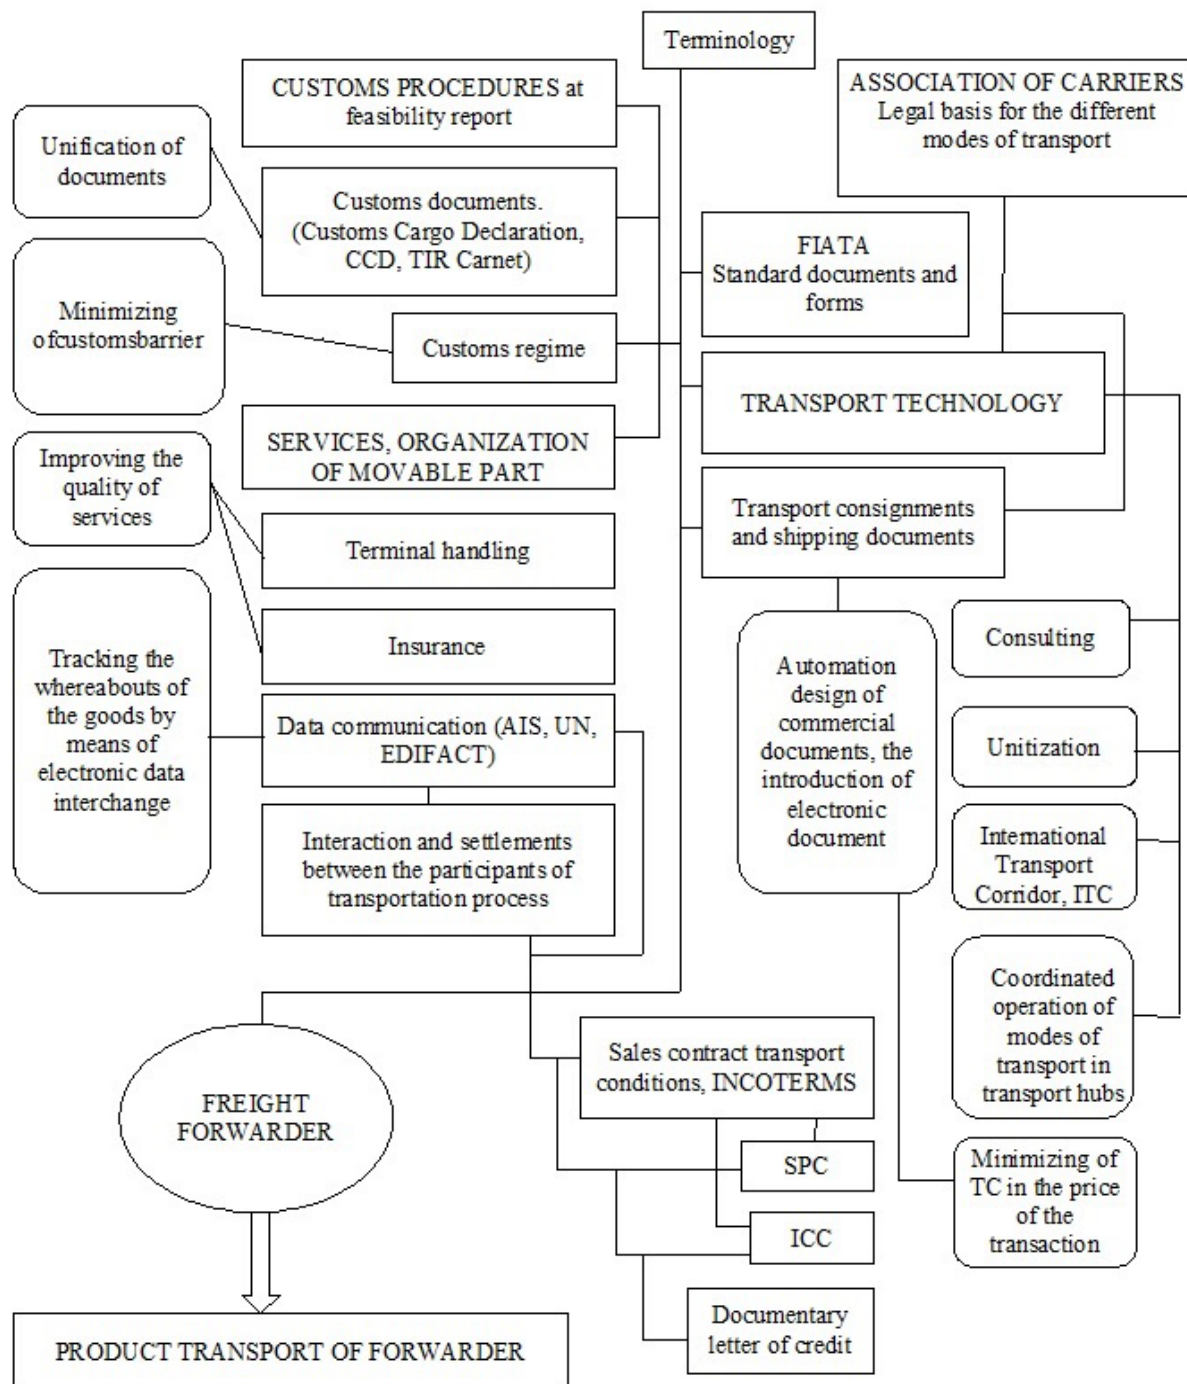 Terminology
CUSTOMS PROCEDURES at
feasibility report
ASSOCIATION OF CARRIERS
Legal basis for the different
modes of transport
Unification of
documents
Customs documents.
(Customs Cargo Declaration,
CCD, TIR Carnet)
FIATA
Standard documents and
forms
Minimizing
ofcustomsbarrier
Customs regime
TRANSPORT TECHNOLOGY
SERVICES, ORGANIZATION
OF MOVABLE PART
Improving the
quality of
services
Transport consignments
and shipping documents
Terminal handling
Insurance
Consulting
Tracking the
whereabouts of
the goods by
means of
electronic data
interchange
Data communication (AIS, UN,
EDIFACT)
Automation
design of
commercial
documents, the
introduction of
electronic
document
Unitization
Interaction and settlements
between the participants of
transportation process
International
Transport
Corridor, ITC
Coordinated
operation of
modes of
transport in
transport hubs
Sales contract transport
conditions, INCOTERMS
FREIGHT
FORWARDER
SPC
Minimizing of
TC in the price
of the
transaction
ICC
Documentary
letter of credit
PRODUCT TRANSPORT OF FORWARDER